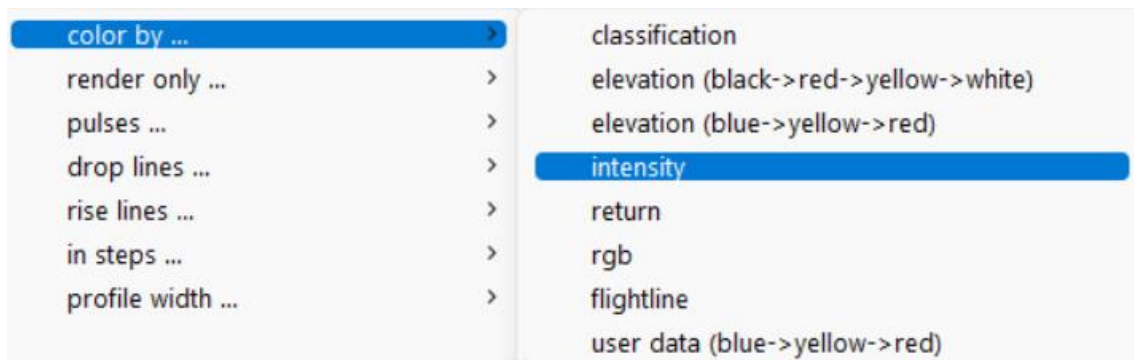 color by ...
render only ...
pulses ...
drop lines ...
rise lines ...
in steps ...
profile width ...
classification
elevation (black->red->yellow->white)
elevation (blue->yellow->red)
intensity
return
rgb
flightline
user data (blue->yellow->red)